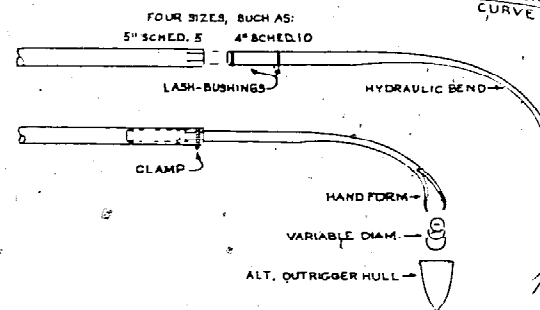 CURVE
FOUR SIZES, SUCH AS:
5" SCHED. 5 4" SCHED. 10
LASH-BUSHINGS
HYDRAULIC BEND
CLAMP
HAND FORM
VARIABLE DIAM.
ALT. OUTRIGGER HULL